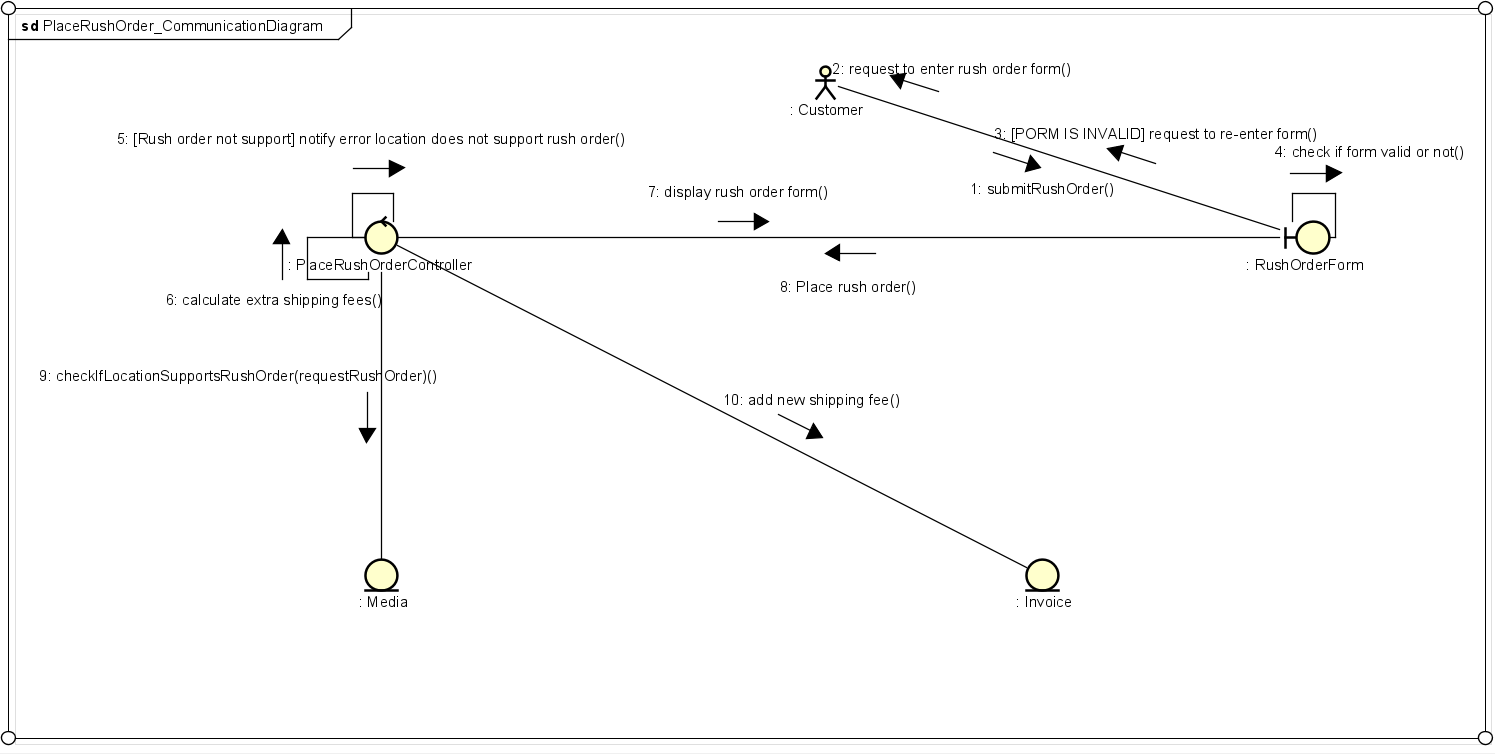 sd PlaceRushOrder_CommunicationDiagram
2: request to enter rush order form()
: Customer
3: [PORM IS INVALID] request to re-enter form()
5: [Rush order not support] notify error location does not support rush order()
4: check if form valid or not()
1: submitRushOrder()
7: display rush order form()
: PlaceRushOrderController
: RushOrderForm
8: Place rush order()
6: calculate extra shipping fees()
9: checkIfLocationSupportsRushOrder(requestRushOrder)()
10: add new shipping fee()
: Media
: Invoice